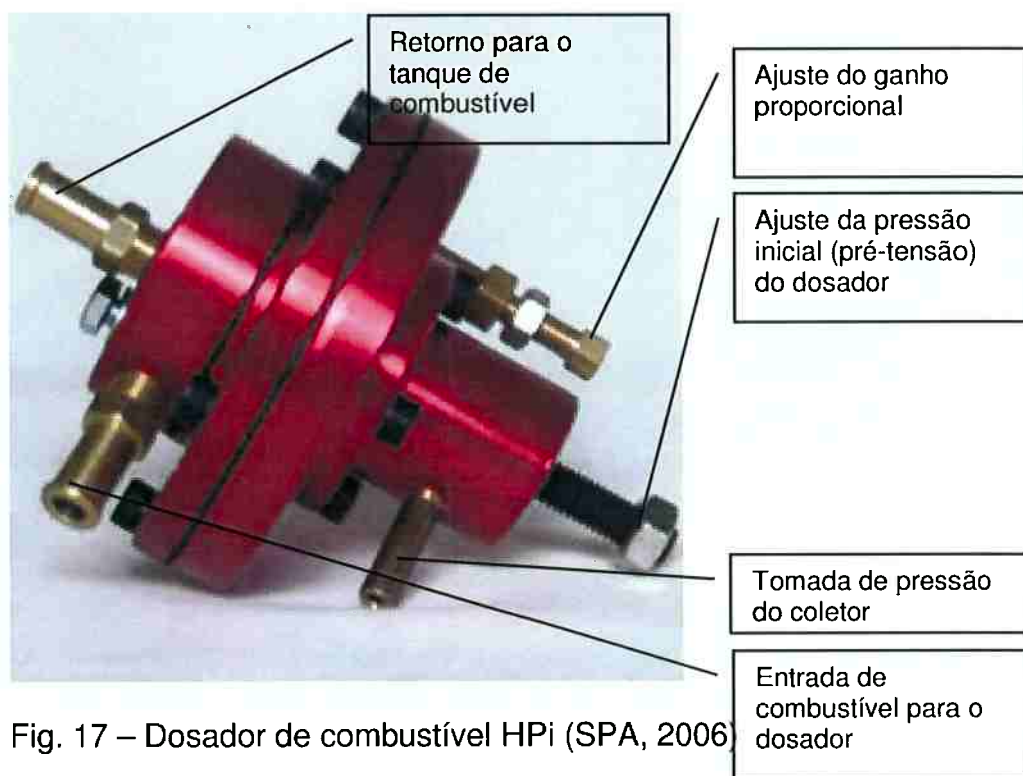 Retorno para o
tanque de
combustível
Ajuste do ganho
proporcional
Ajuste da pressão
inicial (pré-tensão)
do dosador
Tomada de pressão
do coletor
Entrada de
combustível para o
dosador
Fig. 17 – Dosador de combustível HPi (SPA, 2006)